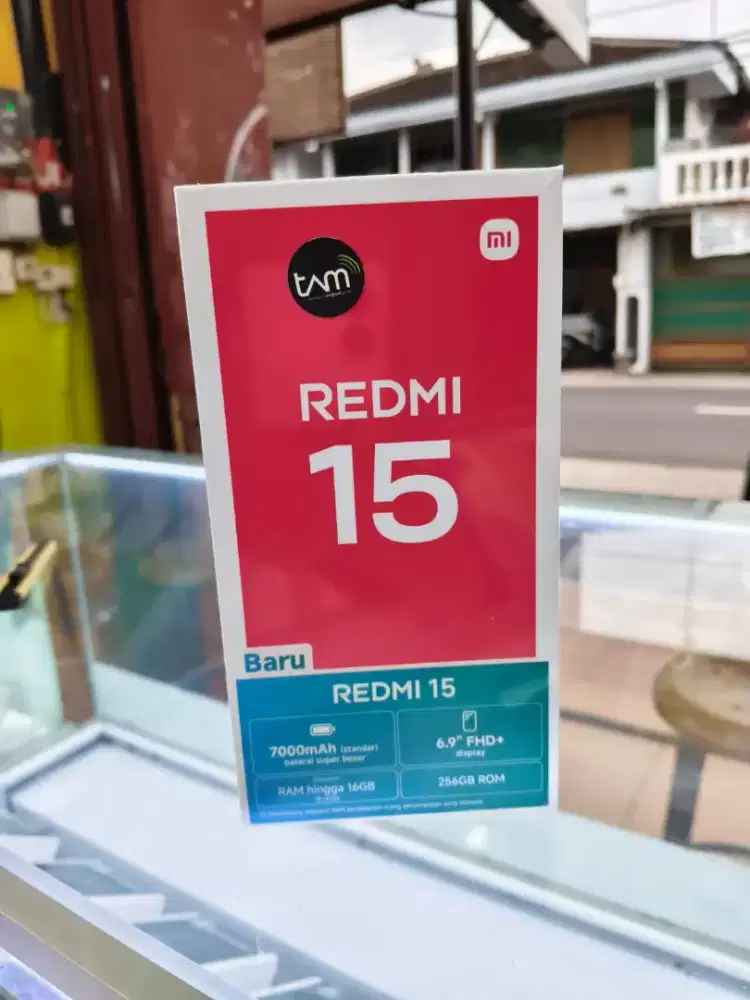 tam
mi
REDMI
15
Baru
REDMI 15
7000mAh (standar)
baterai super besar
6.9" FHD+
display
RAM hingga 16GB
256GB ROM